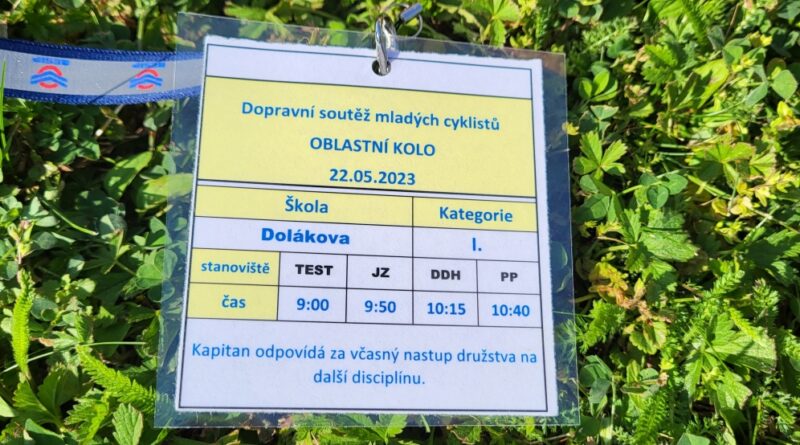 Dopravní soutěž mladých cyklistů
OBLASTNÍ KOLO
22.05.2023
Škola Kategorie
Dolákova I.
stanoviště TEST JZ DDH PP
čas 9:00 9:50 10:15 10:40
Kapitan odpovídá za včasný nastup družstva na
další disciplínu.